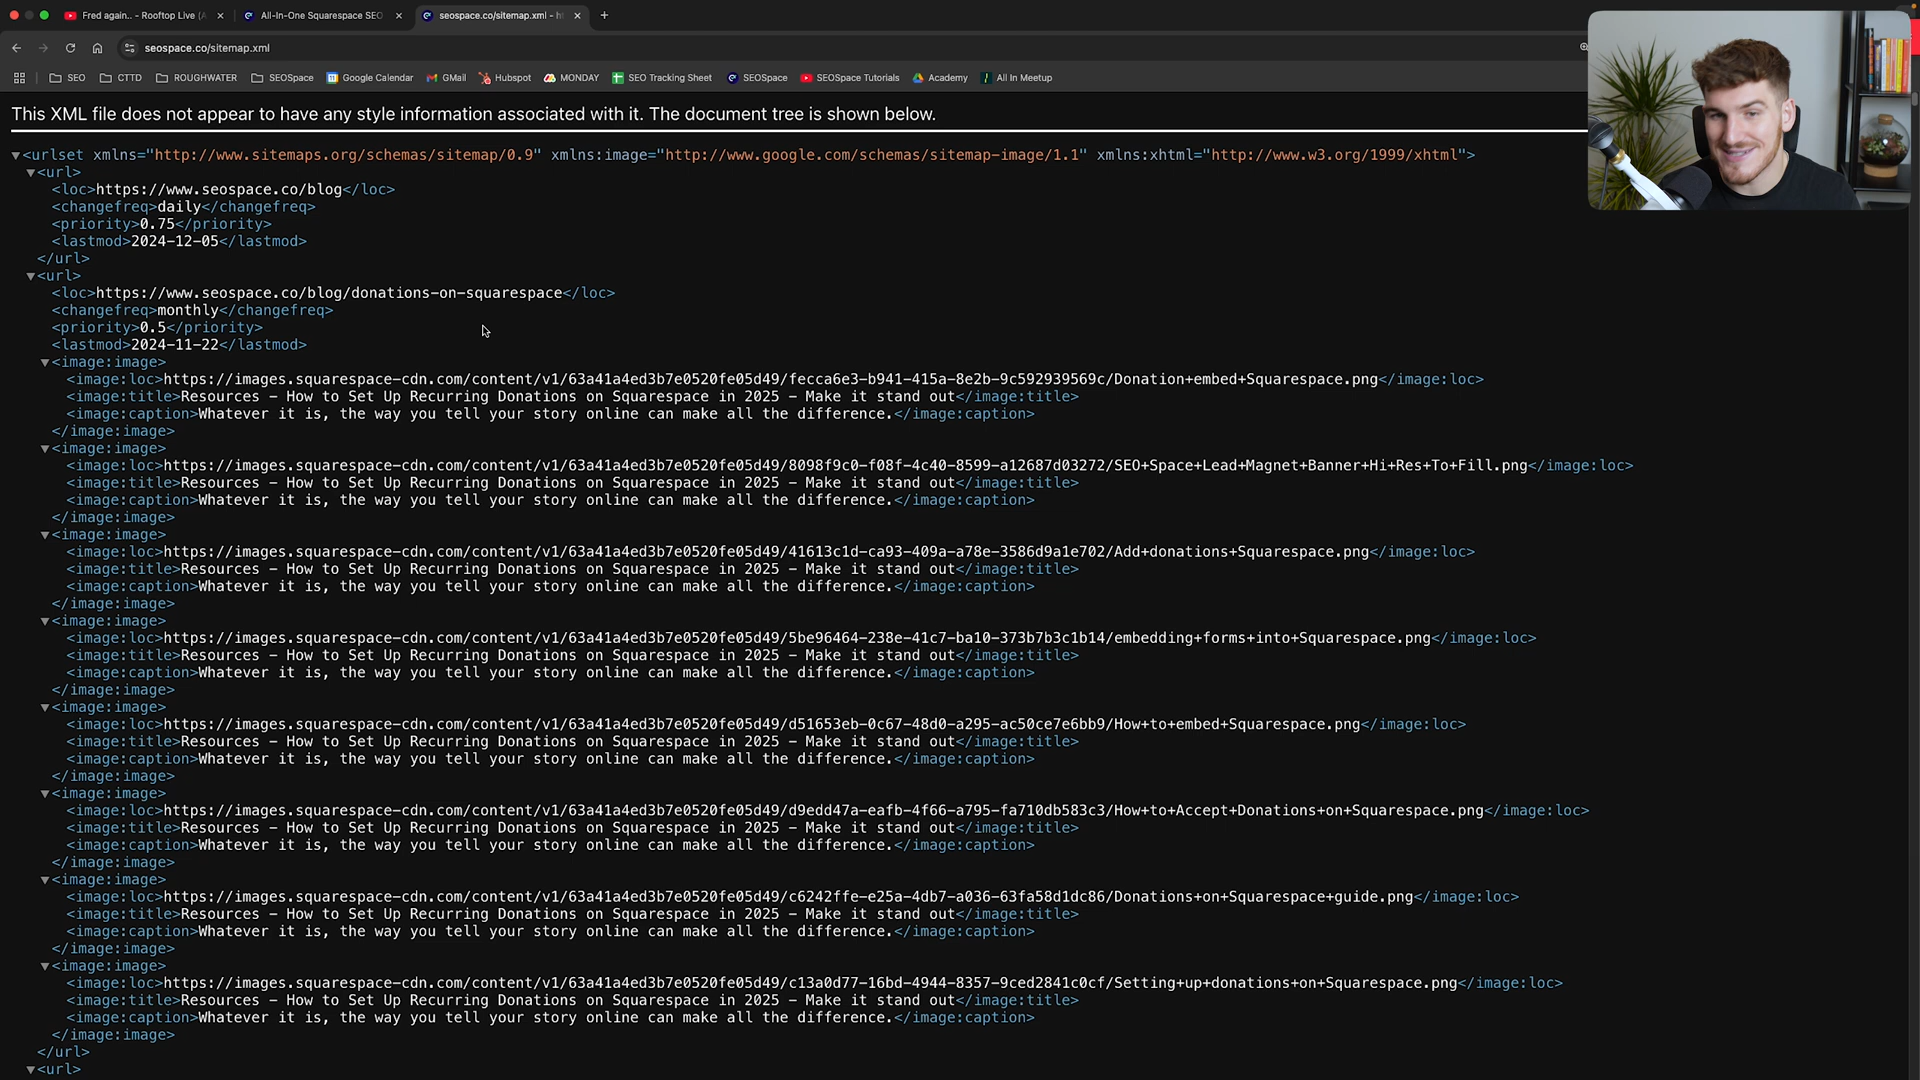 Fred again.. - Rooftop Live (A
All-In-One Squarespace SEO
seospace.co/sitemap.xml - h
seospace.co/sitemap.xml
SEO
CTTD
ROUGHWATER
SEOSpace
Google Calendar
GMail
Hubspot
MONDAY
SEO Tracking Sheet
SEOSpace
SEOSpace Tutorials
Academy
All In Meetup
This XML file does not appear to have any style information associated with it. The document tree is shown below.
▼<urlset xmlns="http://www.sitemaps.org/schemas/sitemap/0.9" xmlns:image="http://www.google.com/schemas/sitemap-image/1.1" xmlns:xhtml="http://www.w3.org/1999/xhtml">
▼<url>
<loc>https://www.seospace.co/blog</loc>
<changefreq>daily</changefreq>
<priority>0.75</priority>
<lastmod>2024-12-05</lastmod>
</url>
▼<url>
<loc>https://www.seospace.co/blog/donations-on-squarespace</loc>
<changefreq>monthly</changefreq>
<priority>0.5</priority>
<lastmod>2024-11-22</lastmod>
▼<image:image>
<image:loc>https://images.squarespace-cdn.com/content/v1/63a41a4ed3b7e0520fe05d49/fecca6e3-b941-415a-8e2b-9c592939569c/Donation+embed+Squarespace.png</image:loc>
<image:title>Resources - How to Set Up Recurring Donations on Squarespace in 2025 - Make it stand out</image:title>
<image:caption>Whatever it is, the way you tell your story online can make all the difference.</image:caption>
</image:image>
▼<image:image>
<image:loc>https://images.squarespace-cdn.com/content/v1/63a41a4ed3b7e0520fe05d49/8098f9c0-f08f-4c40-8599-a12687d03272/SEO+Space+Lead+Magnet+Banner+Hi+Res+To+Fill.png</image:loc>
<image:title>Resources - How to Set Up Recurring Donations on Squarespace in 2025 - Make it stand out</image:title>
<image:caption>Whatever it is, the way you tell your story online can make all the difference.</image:caption>
</image:image>
▼<image:image>
<image:loc>https://images.squarespace-cdn.com/content/v1/63a41a4ed3b7e0520fe05d49/41613c1d-ca93-409a-a78e-3586d9a1e702/Add+donations+Squarespace.png</image:loc>
<image:title>Resources - How to Set Up Recurring Donations on Squarespace in 2025 - Make it stand out</image:title>
<image:caption>Whatever it is, the way you tell your story online can make all the difference.</image:caption>
</image:image>
▼<image:image>
<image:loc>https://images.squarespace-cdn.com/content/v1/63a41a4ed3b7e0520fe05d49/5be96464-238e-41c7-ba10-373b7b3c1b14/embedding+forms+into+Squarespace.png</image:loc>
<image:title>Resources - How to Set Up Recurring Donations on Squarespace in 2025 - Make it stand out</image:title>
<image:caption>Whatever it is, the way you tell your story online can make all the difference.</image:caption>
</image:image>
▼<image:image>
<image:loc>https://images.squarespace-cdn.com/content/v1/63a41a4ed3b7e0520fe05d49/d51653eb-0c67-48d0-a295-ac50ce7e6bb9/How+to+embed+Squarespace.png</image:loc>
<image:title>Resources - How to Set Up Recurring Donations on Squarespace in 2025 - Make it stand out</image:title>
<image:caption>Whatever it is, the way you tell your story online can make all the difference.</image:caption>
</image:image>
▼<image:image>
<image:loc>https://images.squarespace-cdn.com/content/v1/63a41a4ed3b7e0520fe05d49/d9edd47a-eafb-4f66-a795-fa710db583c3/How+to+Accept+Donations+on+Squarespace.png</image:loc>
<image:title>Resources - How to Set Up Recurring Donations on Squarespace in 2025 - Make it stand out</image:title>
<image:caption>Whatever it is, the way you tell your story online can make all the difference.</image:caption>
</image:image>
▼<image:image>
<image:loc>https://images.squarespace-cdn.com/content/v1/63a41a4ed3b7e0520fe05d49/c6242ffe-e25a-4db7-a036-63fa58d1dc86/Donations+on+Squarespace+guide.png</image:loc>
<image:title>Resources - How to Set Up Recurring Donations on Squarespace in 2025 - Make it stand out</image:title>
<image:caption>Whatever it is, the way you tell your story online can make all the difference.</image:caption>
</image:image>
▼<image:image>
<image:loc>https://images.squarespace-cdn.com/content/v1/63a41a4ed3b7e0520fe05d49/c13a0d77-16bd-4944-8357-9ced2841c0cf/Setting+up+donations+on+Squarespace.png</image:loc>
<image:title>Resources - How to Set Up Recurring Donations on Squarespace in 2025 - Make it stand out</image:title>
<image:caption>Whatever it is, the way you tell your story online can make all the difference.</image:caption>
</image:image>
</url>
▼<url>